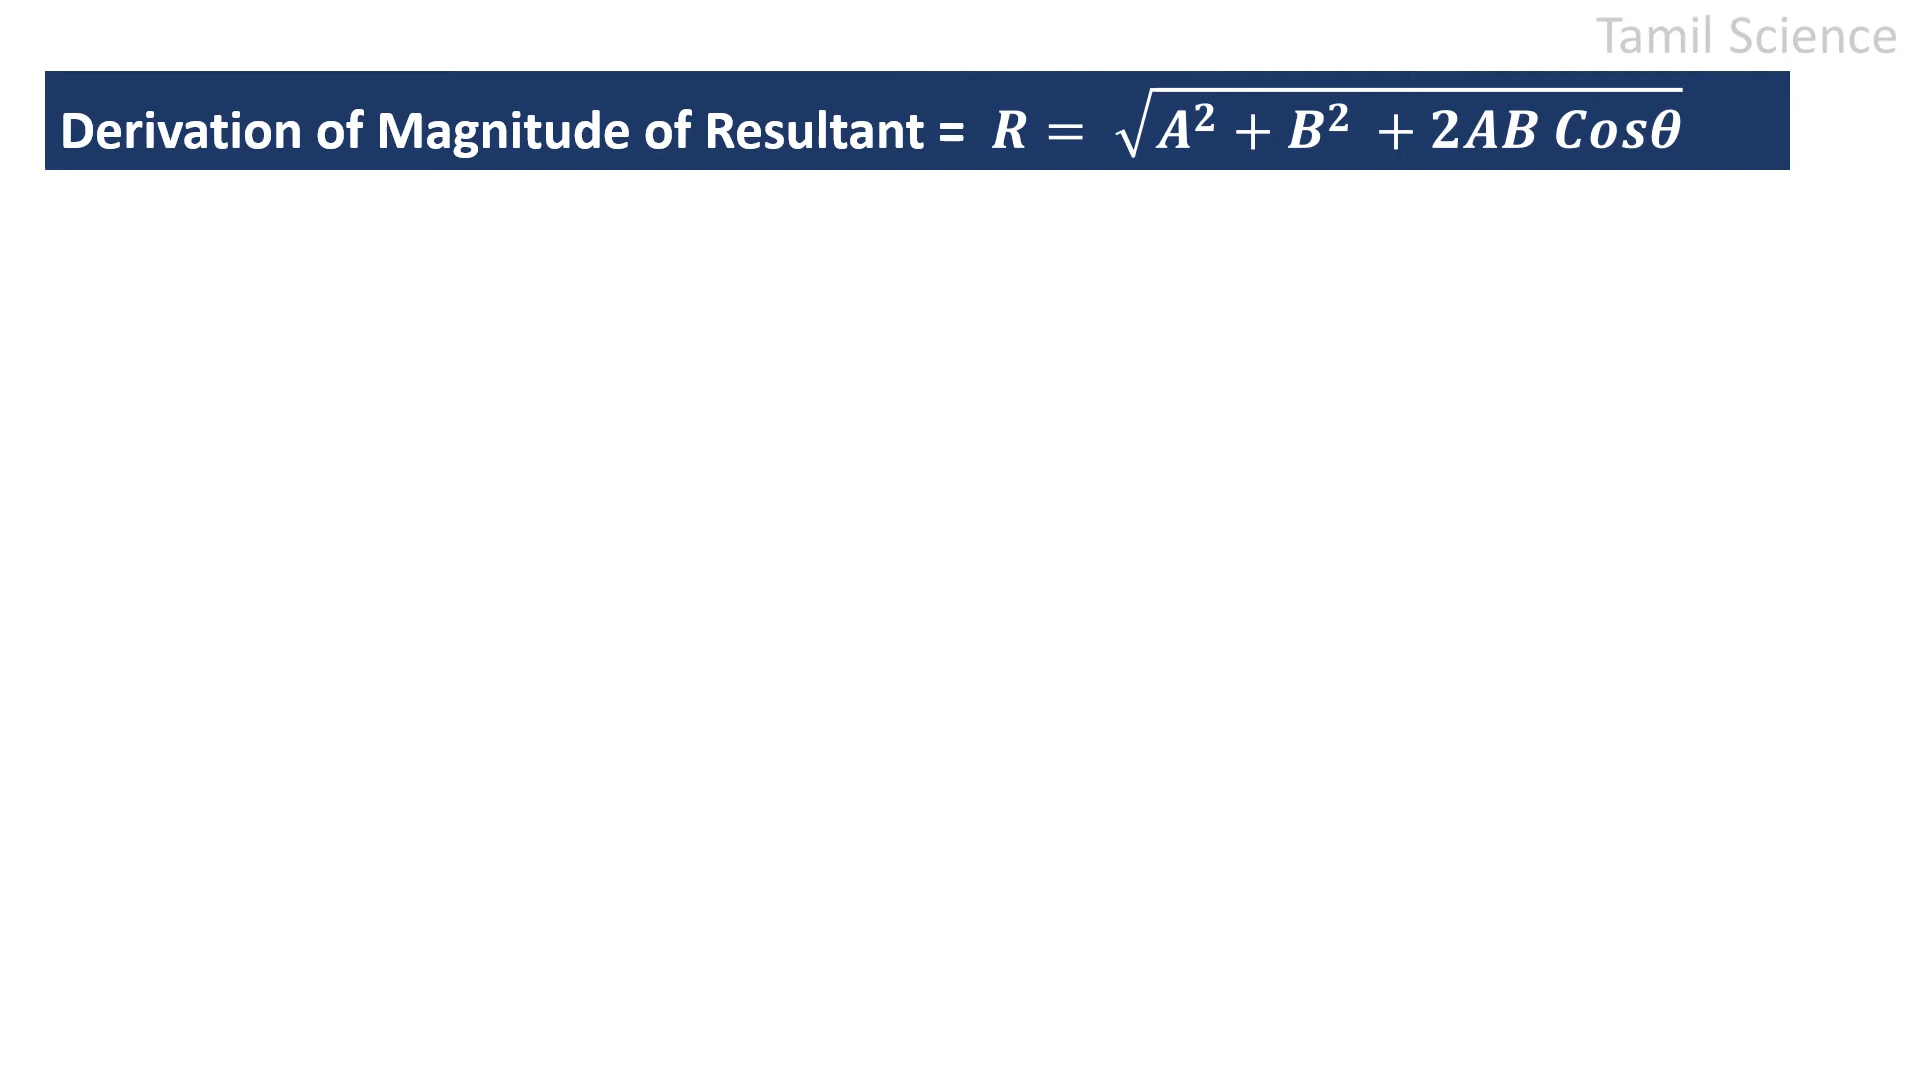 Tamil Science
Derivation of Magnitude of Resultant = R = √A² + B² + 2AB Cosθ